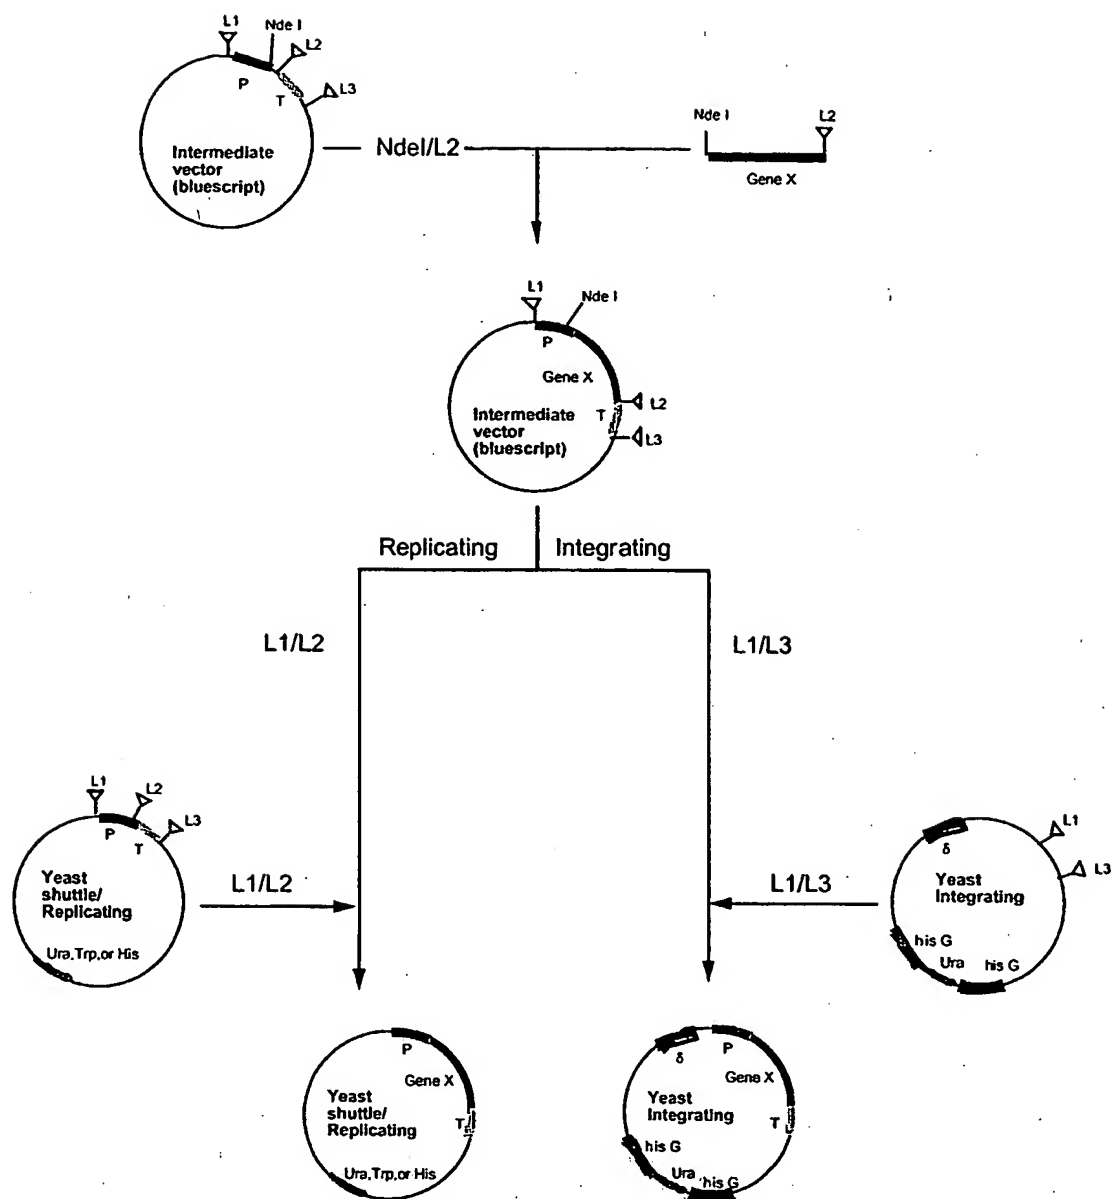 L1
Nde I
L2
P
T
L3
Intermediate
vector
(bluescript)
NdeI/L2
Nde I
L2
Gene X
L1
Nde I
P
Gene X
L2
T
Intermediate
vector
(bluescript)
L3
Replicating
Integrating
L1/L2
L1/L3
L1
L2
L3
P
T
Yeast
shuttle/
Replicating
Ura,Trp,or His
L1/L2
L1/L3
L1
L3
δ
Yeast
Integrating
his G
Ura
his G
P
Gene X
Yeast
shuttle/
Replicating
T
Ura,Trp,or His
δ
P
Gene X
Yeast
Integrating
T
his G
Ura
his G